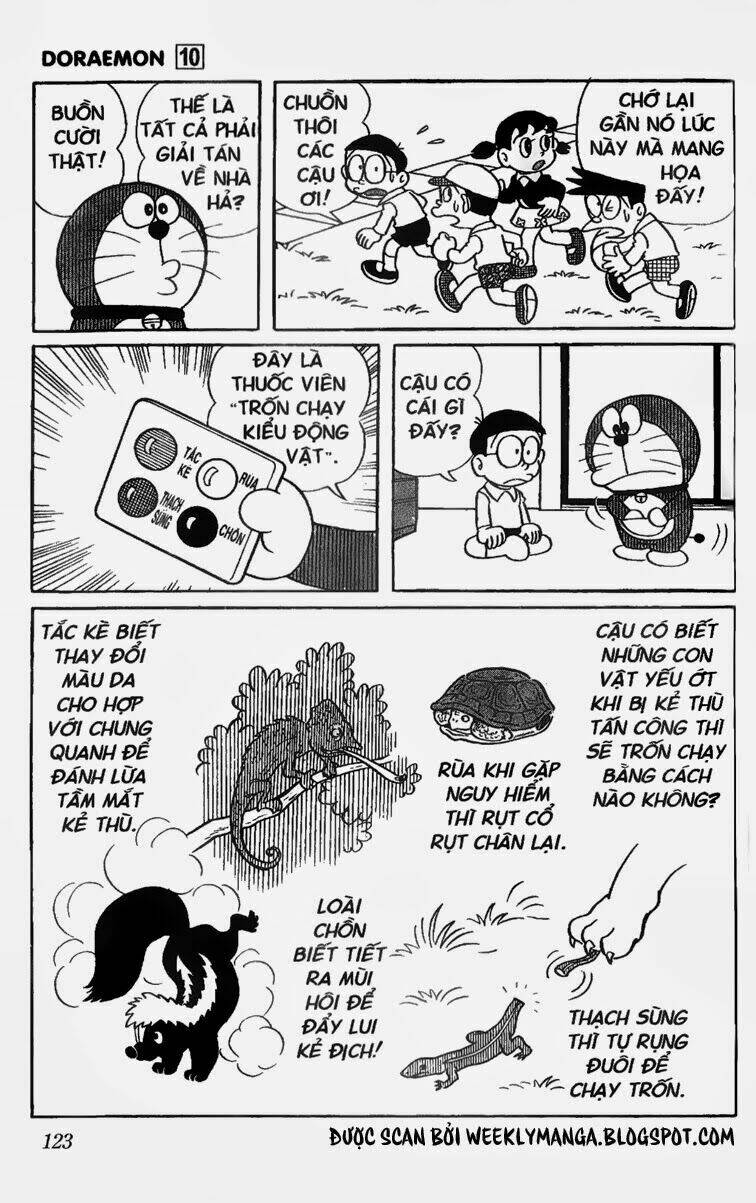 DORAEMON 10
CHỚ LẠI
GẦN NÓ LÚC
NÀY MÀ MANG
HỌA
ĐẤY!
CHUỒN
THÔI
CÁC
CẬU
ƠI!
THẾ LÀ
TẤT CẢ PHẢI
GIẢI TÁN
VỀ NHÀ
HẢ?
BUỒN
CƯỜI
THẬT!
CẬU CÓ
CÁI GÌ
ĐẤY?
ĐÂY LÀ
THUỐC VIÊN
"TRỐN CHẠY
KIỂU ĐỘNG
VẬT".
TẮC
KÈ
RÙA
THẠCH
SÙNG
CHỒN
CẬU CÓ BIẾT
NHỮNG CON
VẬT YẾU ỚT
KHI BỊ KẺ THÙ
TẤN CÔNG THÌ
SẼ TRỐN CHẠY
BẰNG CÁCH
NÀO KHÔNG?
RÙA KHI GẶP
NGUY HIỂM
THÌ RỤT CỔ
RỤT CHÂN LẠI.
TẮC KÈ BIẾT
THAY ĐỔI
MÀU DA
CHO HỢP
VỚI CHUNG
QUANH ĐỂ
ĐÁNH LỪA
TẦM MẮT
KẺ THÙ.
THẠCH SÙNG
THÌ TỰ RỤNG
ĐUÔI ĐỂ
CHẠY TRỐN.
LOÀI
CHỒN
BIẾT TIẾT
RA MÙI
HÔI ĐỂ
ĐẨY LUI
KẺ ĐỊCH!
123
ĐƯỢC SCAN BỞI WEEKLYMANGA.BLOGSPOT.COM